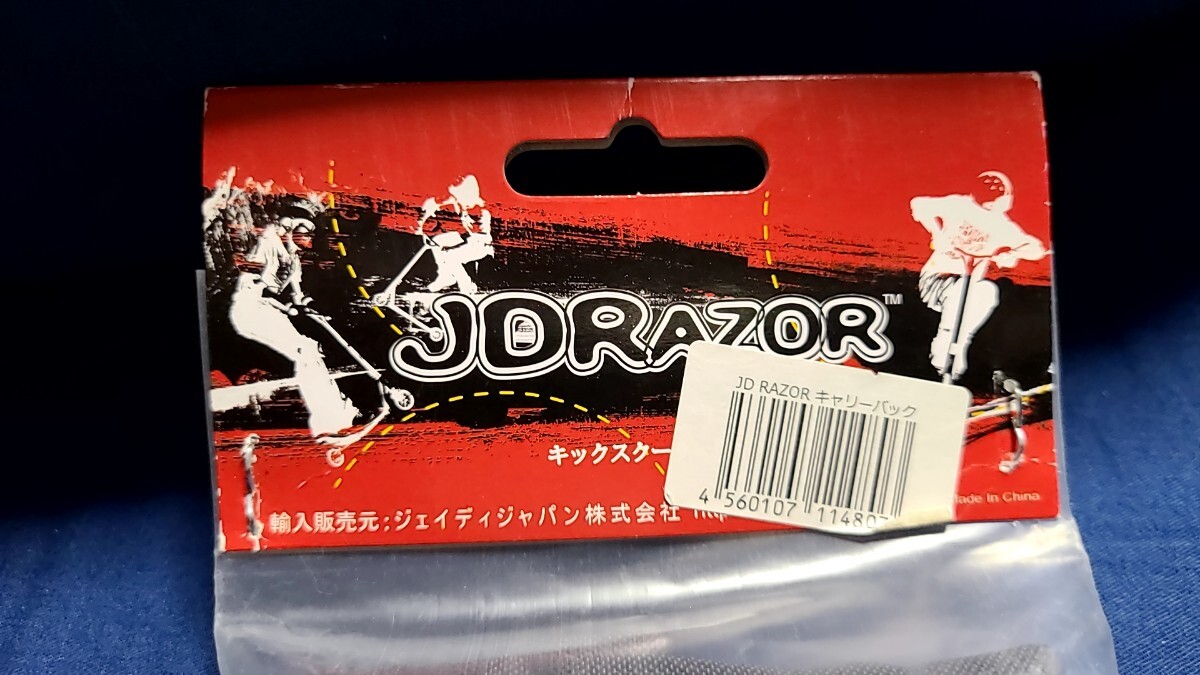 JDRAZOR™
JD RAZOR キャリーバック
キックスクー
4 560107 11480
輸入販売元:ジェイディジャパン株式会社
Made In China